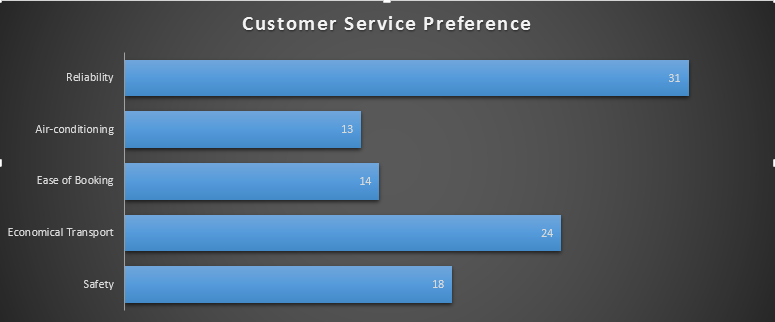 Customer Service Preference
Reliability 31
Air-conditioning 13
Ease of Booking 14
Economical Transport 24
Safety 18